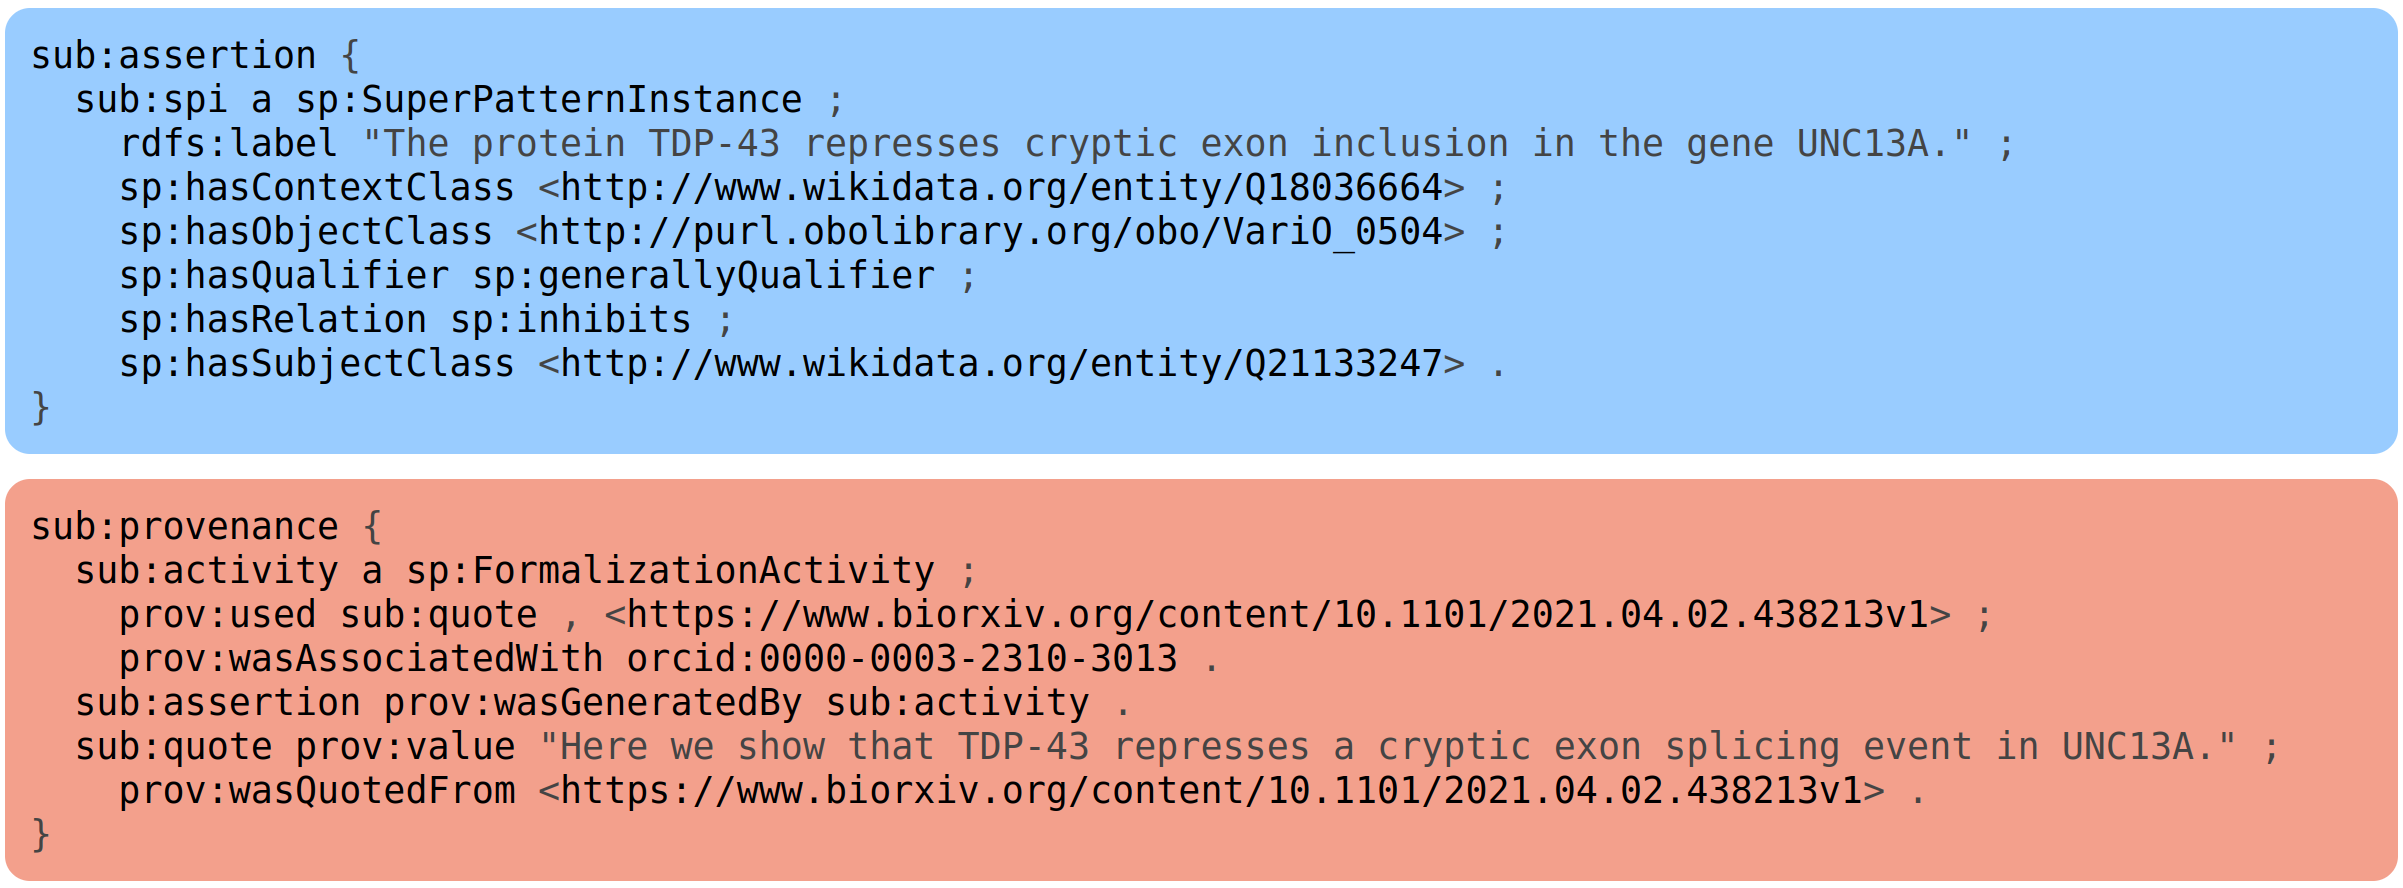 sub:assertion {
  sub:spi a sp:SuperPatternInstance ;
    rdfs:label "The protein TDP-43 represses cryptic exon inclusion in the gene UNC13A." ;
    sp:hasContextClass <http://www.wikidata.org/entity/Q18036664> ;
    sp:hasObjectClass <http://purl.obolibrary.org/obo/VariO_0504> ;
    sp:hasQualifier sp:generallyQualifier ;
    sp:hasRelation sp:inhibits ;
    sp:hasSubjectClass <http://www.wikidata.org/entity/Q21133247> .
}
sub:provenance {
  sub:activity a sp:FormalizationActivity ;
    prov:used sub:quote , <https://www.biorxiv.org/content/10.1101/2021.04.02.438213v1> ;
    prov:wasAssociatedWith orcid:0000-0003-2310-3013 .
  sub:assertion prov:wasGeneratedBy sub:activity .
  sub:quote prov:value "Here we show that TDP-43 represses a cryptic exon splicing event in UNC13A." ;
    prov:wasQuotedFrom <https://www.biorxiv.org/content/10.1101/2021.04.02.438213v1> .
}